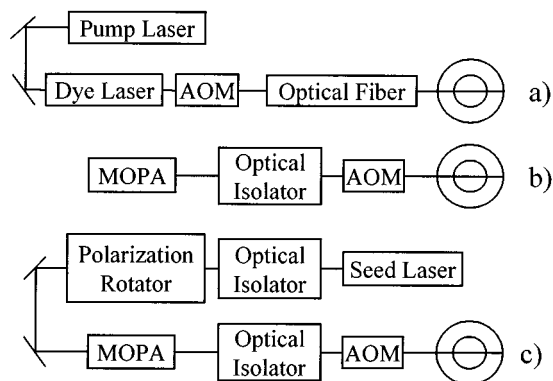 Pump Laser
Dye Laser
AOM
Optical Fiber
a)
MOPA
Optical
Isolator
AOM
b)
Polarization
Rotator
Optical
Isolator
Seed Laser
MOPA
Optical
Isolator
AOM
c)